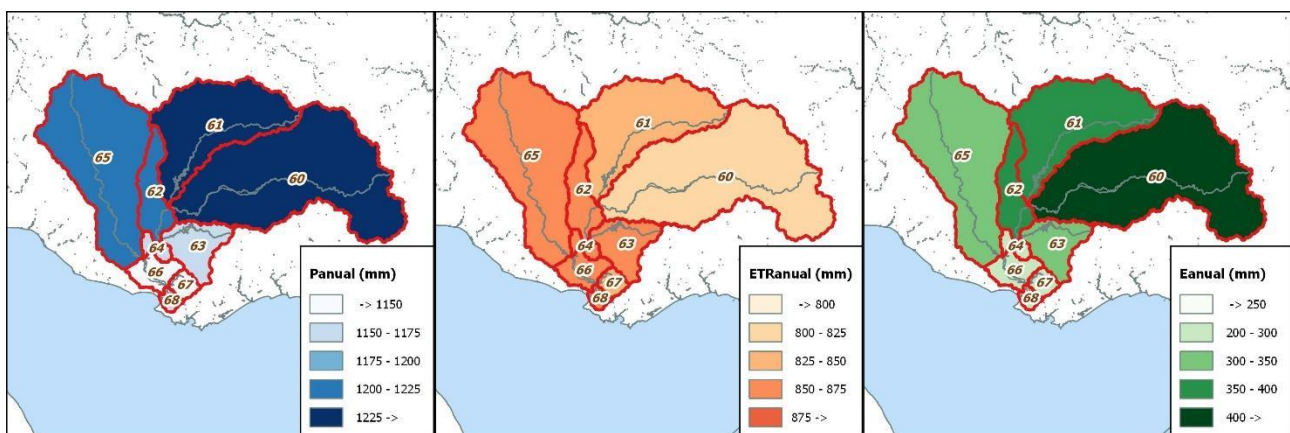 61
65
60
62
64
63
66
67
68
Panual (mm)
-> 1150
1150 - 1175
1175 - 1200
1200 - 1225
1225 ->
61
65
60
62
64
63
66
67
68
ETRanual (mm)
-> 800
800 - 825
825 - 850
850 - 875
875 ->
61
65
60
62
64
63
66
67
68
Eanual (mm)
-> 250
200 - 300
300 - 350
350 - 400
400 ->